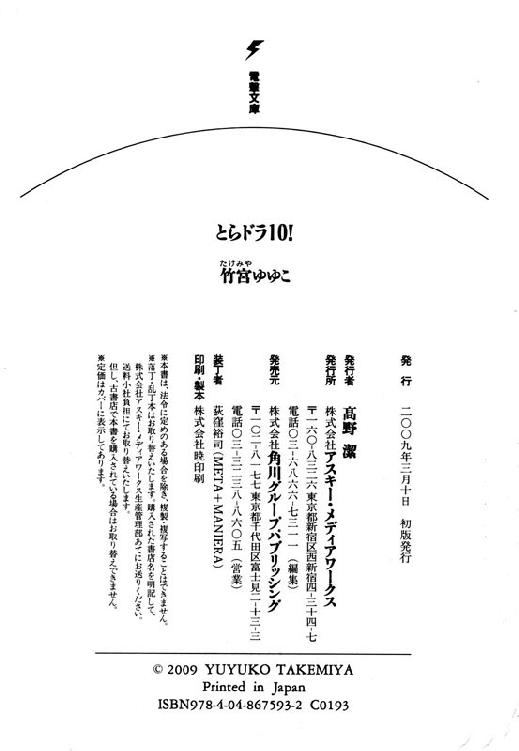 電撃文庫
とらドラ10!
たけみや
竹宮ゆゆこ
発行 二〇〇九年三月十日 初版発行
発行者 髙野 潔
発行所 株式会社アスキー・メディアワークス
〒一六〇-八三二六 東京都新宿区西新宿四-三十四-七
電話〇三-六八六六-七三一一(編集)
発売元 株式会社角川グループパブリッシング
〒一〇二-八一七七 東京都千代田区富士見二-十三-三
電話〇三-三二三八-八六〇五(営業)
装丁者 荻窪裕司(META+MANIERA)
印刷・製本 株式会社暁印刷
※本書は、法令に定めのある場合を除き、複製・複写することはできません。
※落丁・乱丁本はお取り替えいたします。購入された書店名を明記して、
株式会社アスキー・メディアワークス生産管理部あてにお送りください。
送料小社負担にてお取り替えいたします。
但し、古書店で本書を購入されている場合はお取り替えできません。
※定価はカバーに表示してあります。
© 2009 YUYUKO TAKEMIYA
Printed in Japan
ISBN978-4-04-867593-2 C0193